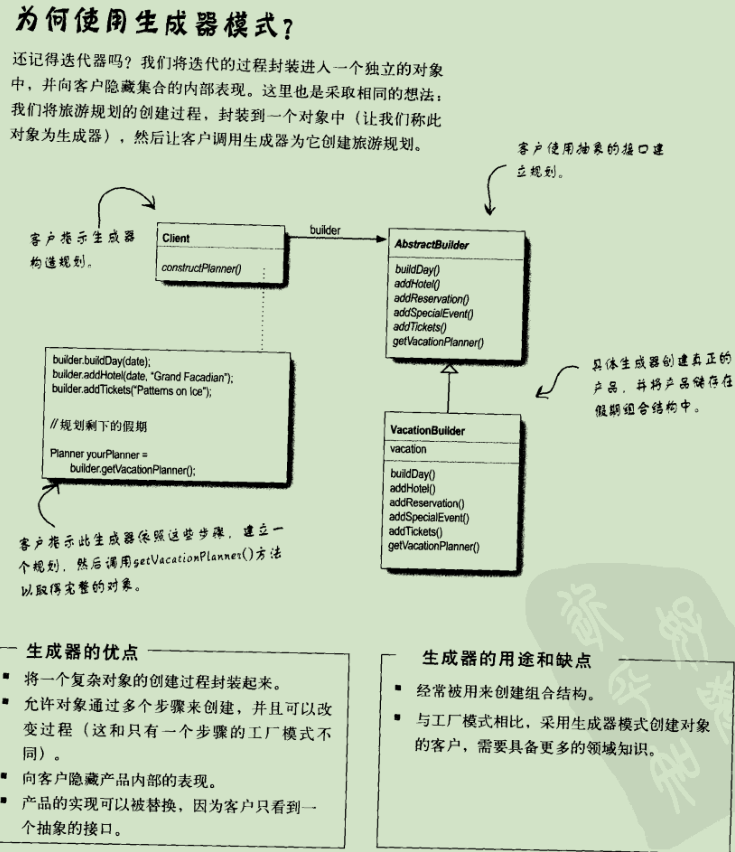 为何使用生成器模式?
还记得迭代器吗？我们将迭代的过程封装进入一个独立的对象
中，并向客户隐藏集合的内部表现。这里也是采取相同的想法：
我们将旅游规划的创建过程，封装到一个对象中（让我们称此
对象为生成器），然后让客户调用生成器为它创建旅游规划。
客户使用抽象的接口建
立规划。
客户指示生成器
构造规划。
Client
constructPlanner()
builder
AbstractBuilder
buildDay()
addHotel()
addReservation()
addSpecialEvent()
addTickets()
getVacationPlanner()
builder.buildDay(date);
builder.addHotel(date, "Grand Facadian");
builder.addTickets("Patterns on Ice");
//规划剩下的假期
Planner yourPlanner =
builder.getVacationPlanner();
具体生成器创建真正的
产品，并将产品储存在
假期组合结构中。
VacationBuilder
vacation
buildDay()
addHotel()
addReservation()
addSpecialEvent()
addTickets()
getVacationPlanner()
客户指示此生成器依照这些步骤，建立一
个规划，然后调用getVacationPlanner()方法
以取得完整的对象。
生成器的优点
■ 将一个复杂对象的创建过程封装起来。
■ 允许对象通过多个步骤来创建，并且可以改
变过程（这和只有一个步骤的工厂模式不
同）。
■ 向客户隐藏产品内部的表现。
■ 产品的实现可以被替换，因为客户只看到一
个抽象的接口。
生成器的用途和缺点
■ 经常被用来创建组合结构。
■ 与工厂模式相比，采用生成器模式创建对象
的客户，需要具备更多的领域知识。